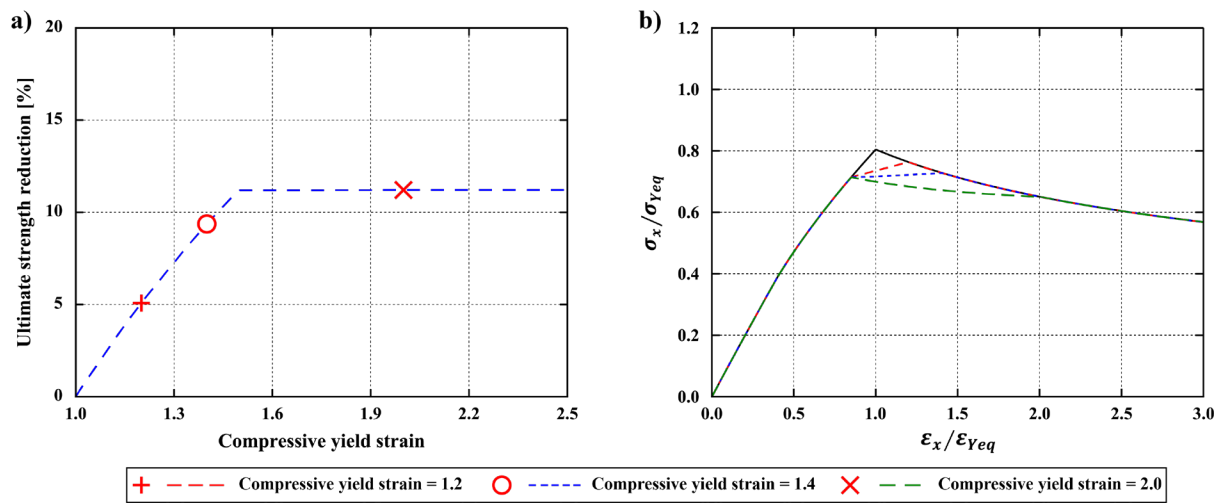 a)
Ultimate strength reduction [%]
20
15
10
5
0
1.0 1.3 1.6 1.9 2.2 2.5
Compressive yield strain
b)
σx/σYeq
1.2
1.0
0.8
0.6
0.4
0.2
0.0
0.0 0.5 1.0 1.5 2.0 2.5 3.0
εx/εYeq
Compressive yield strain = 1.2 Compressive yield strain = 1.4 Compressive yield strain = 2.0